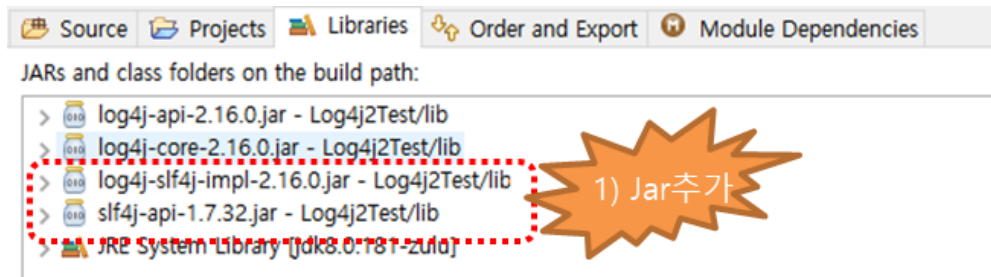 Source Projects Libraries Order and Export Module Dependencies
JARs and class folders on the build path:
log4j-api-2.16.0.jar - Log4j2Test/lib
log4j-core-2.16.0.jar - Log4j2Test/lib
log4j-slf4j-impl-2.16.0.jar - Log4j2Test/lib
slf4j-api-1.7.32.jar - Log4j2Test/lib
JRE System Library [jdk8.0.181-zulu]
1) Jar추가